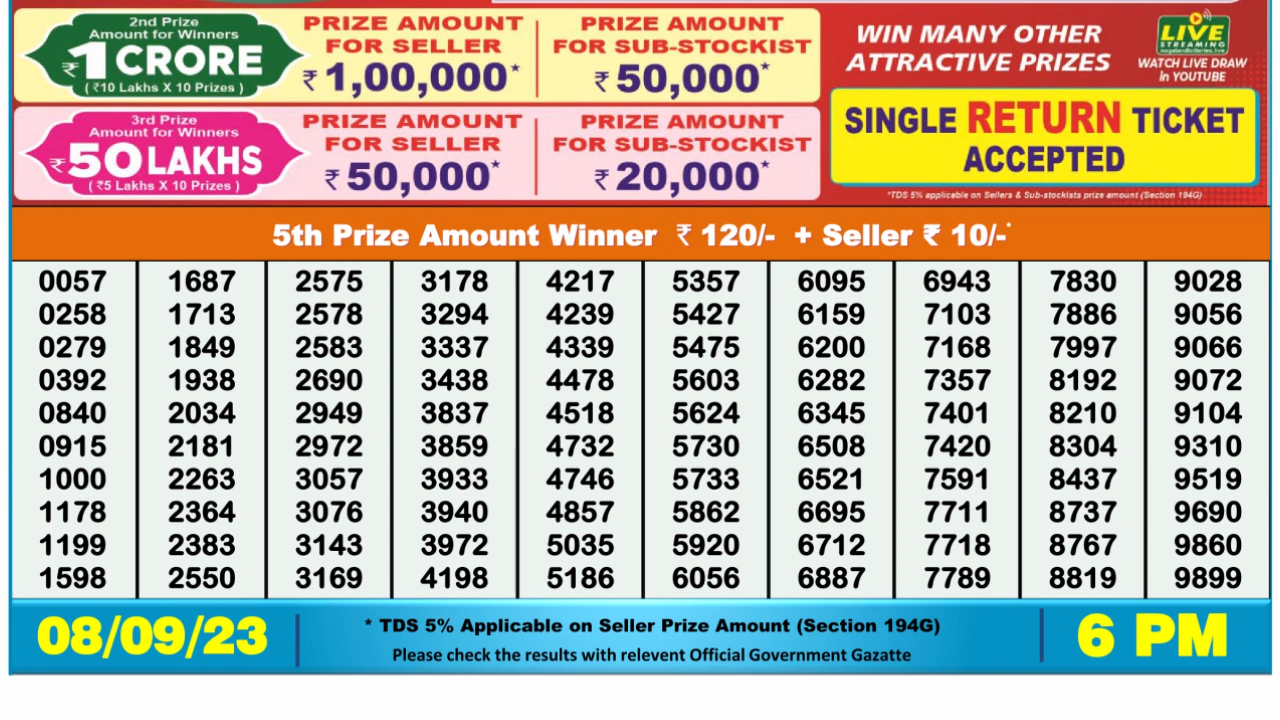 2nd Prize
Amount for Winners
₹1 CRORE
(₹10 Lakhs X 10 Prizes)
PRIZE AMOUNT
FOR SELLER
₹1,00,000*
PRIZE AMOUNT
FOR SUB-STOCKIST
₹50,000*
3rd Prize
Amount for Winners
₹50 LAKHS
(₹5 Lakhs X 10 Prizes)
PRIZE AMOUNT
FOR SELLER
₹50,000*
PRIZE AMOUNT
FOR SUB-STOCKIST
₹20,000*
WIN MANY OTHER
ATTRACTIVE PRIZES
LIVE
STREAMING
WATCH LIVE DRAW
in YOUTUBE
SINGLE RETURN TICKET
ACCEPTED
*TDS 5% applicable on Sellers & Sub-stockists prize amount (Section 194G)
5th Prize Amount Winner ₹ 120/- + Seller ₹ 10/-*
0057 1687 2575 3178 4217 5357 6095 6943 7830 9028
0258 1713 2578 3294 4239 5427 6159 7103 7886 9056
0279 1849 2583 3337 4339 5475 6200 7168 7997 9066
0392 1938 2690 3438 4478 5603 6282 7357 8192 9072
0840 2034 2949 3837 4518 5624 6345 7401 8210 9104
0915 2181 2972 3859 4732 5730 6508 7420 8304 9310
1000 2263 3057 3933 4746 5733 6521 7591 8437 9519
1178 2364 3076 3940 4857 5862 6695 7711 8737 9690
1199 2383 3143 3972 5035 5920 6712 7718 8767 9860
1598 2550 3169 4198 5186 6056 6887 7789 8819 9899
08/09/23
* TDS 5% Applicable on Seller Prize Amount (Section 194G)
Please check the results with relevent Official Government Gazatte
6 PM